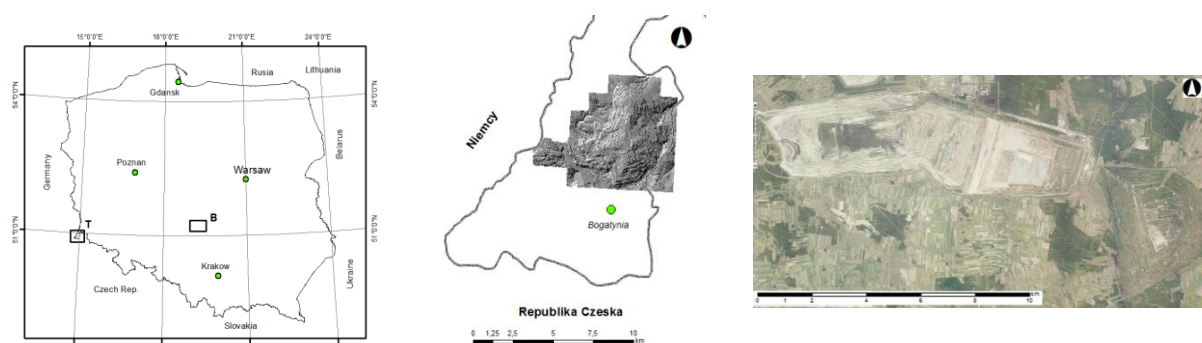 15°0'0"E 18°0'0"E 21°0'0"E 24°0'0"E
Rusia
Lithuania
Gdansk
54°0'0"N
54°0'0"N
Belarus
Germany
Poznan
Warsaw
T
B
51°0'0"N
51°0'0"N
Krakow
Ukraine
Czech Rep.
Slovakia
Niemcy
Bogatynia
Republika Czeska
0 1,25 2,5 5 7,5 10
km
km
0 2 4 6 8 10